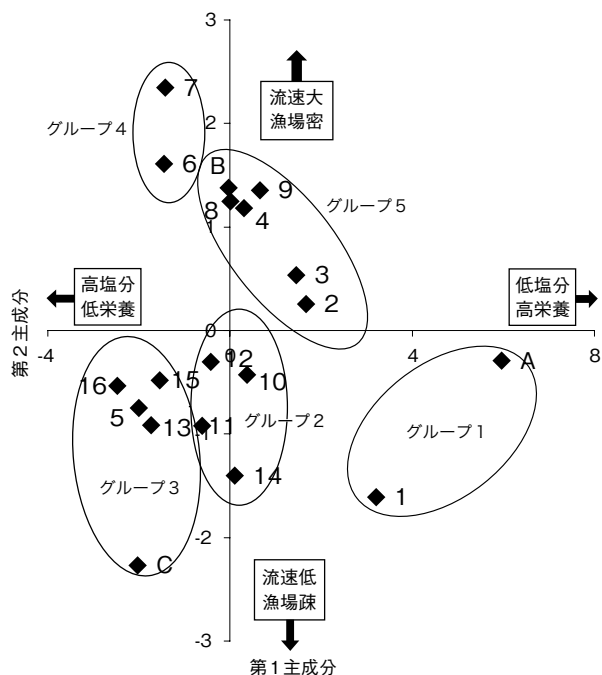 3
7
流速大
漁場密
グループ4
2
6
B
9
8
4
グループ5
1
3
2
高塩分
低栄養
低塩分
高栄養
第2主成分
0
-4
0
4
8
12
A
16
15
10
5
13
-1
11
グループ2
グループ1
14
グループ3
1
-2
C
流速低
漁場疎
-3
第1主成分